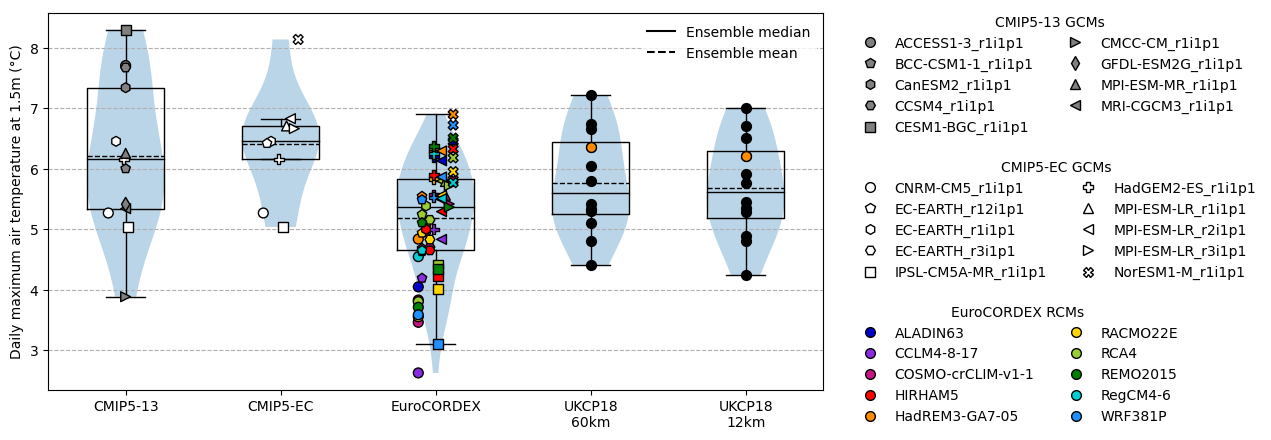 Daily maximum air temperature at 1.5m (°C)
8
7
6
5
4
3
Ensemble median
Ensemble mean
CMIP5-13
CMIP5-EC
EuroCORDEX
UKCP18
60km
UKCP18
12km
CMIP5-13 GCMs
ACCESS1-3_r1i1p1
BCC-CSM1-1_r1i1p1
CanESM2_r1i1p1
CCSM4_r1i1p1
CESM1-BGC_r1i1p1
CMCC-CM_r1i1p1
GFDL-ESM2G_r1i1p1
MPI-ESM-MR_r1i1p1
MRI-CGCM3_r1i1p1
CMIP5-EC GCMs
CNRM-CM5_r1i1p1
EC-EARTH_r12i1p1
EC-EARTH_r1i1p1
EC-EARTH_r3i1p1
IPSL-CM5A-MR_r1i1p1
HadGEM2-ES_r1i1p1
MPI-ESM-LR_r1i1p1
MPI-ESM-LR_r2i1p1
MPI-ESM-LR_r3i1p1
NorESM1-M_r1i1p1
EuroCORDEX RCMs
ALADIN63
CCLM4-8-17
COSMO-crCLIM-v1-1
HIRHAM5
HadREM3-GA7-05
RACMO22E
RCA4
REMO2015
RegCM4-6
WRF381P